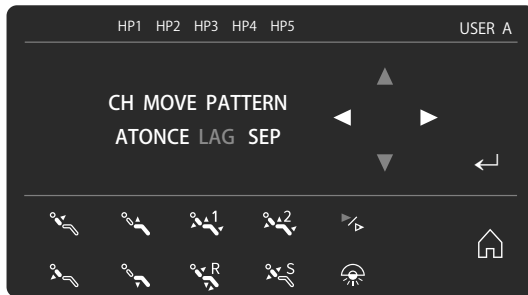 HP1 HP2 HP3 HP4 HP5 USER A
CH MOVE PATTERN
ATONCE LAG SEP
1 2
R S